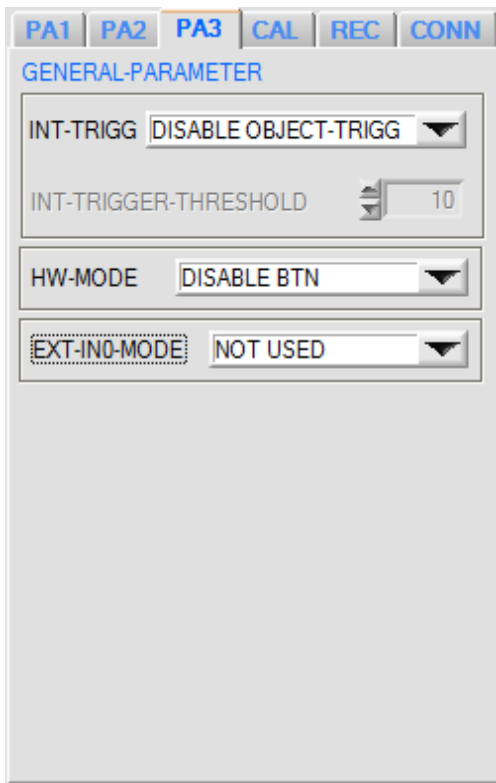 PA1 PA2 PA3 CAL REC CONN
GENERAL-PARAMETER
INT-TRIGG DISABLE OBJECT-TRIGG
INT-TRIGGER-THRESHOLD 10
HW-MODE DISABLE BTN
EXT-IN0-MODE NOT USED